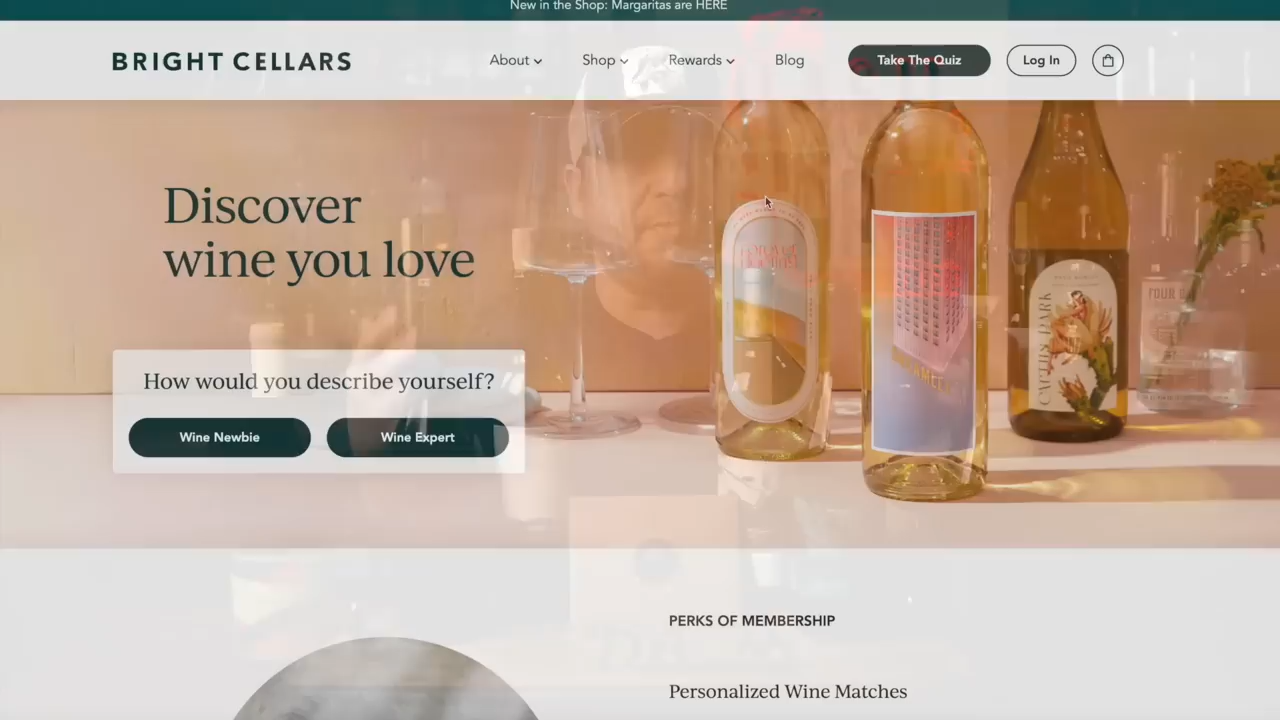 New in the Shop: Margaritas are HERE
BRIGHT CELLARS
About
Shop
Rewards
Blog
Take The Quiz
Log In
Discover
wine you love
How would you describe yourself?
Wine Newbie
Wine Expert
CACTUS PARK
FOUR
PERKS OF MEMBERSHIP
Personalized Wine Matches